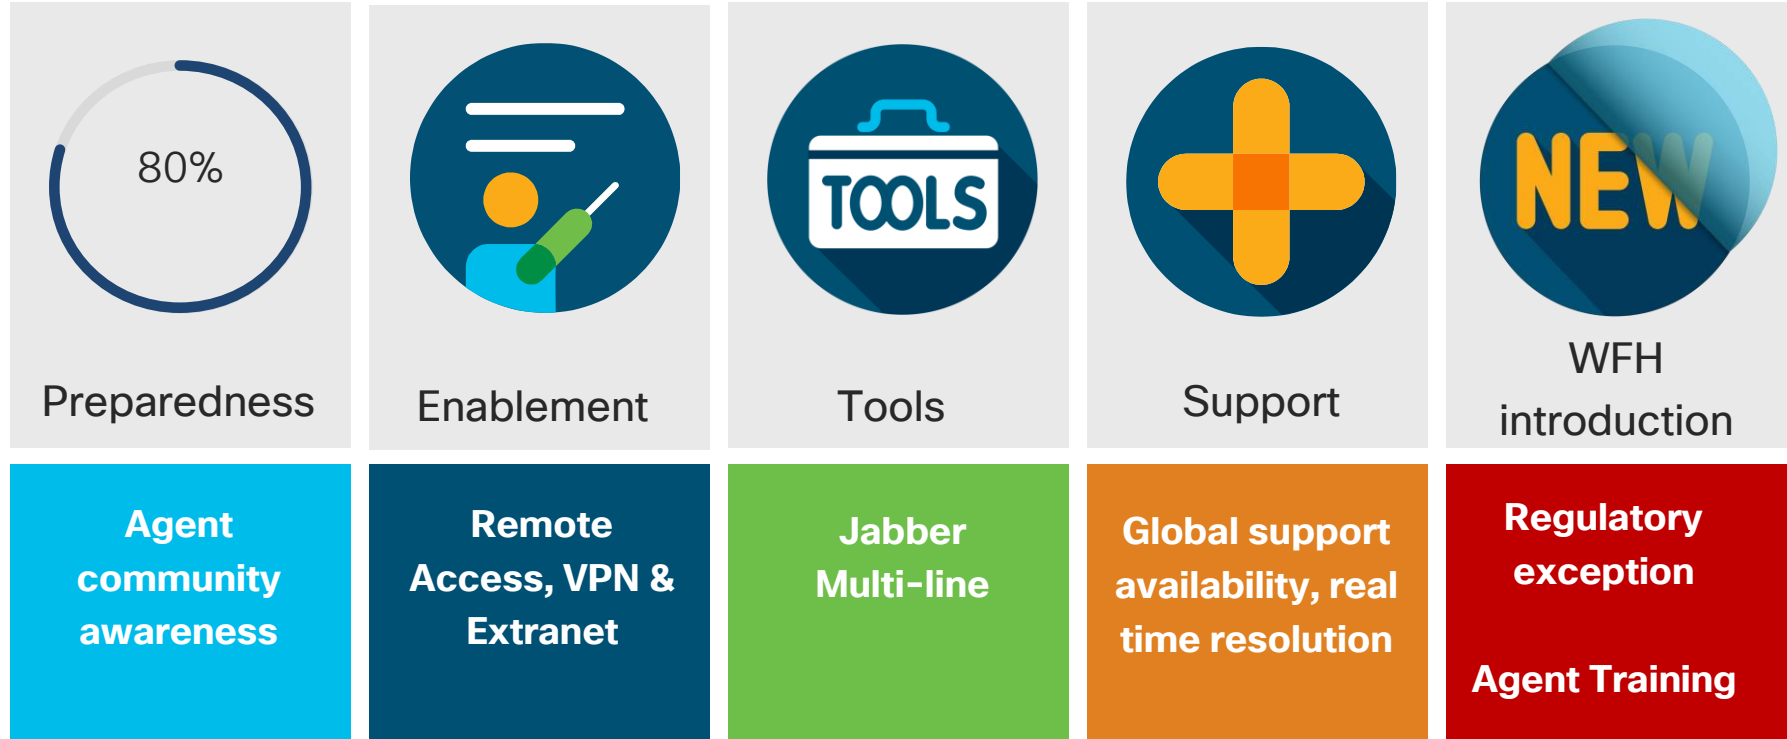 80%
Preparedness
Enablement
TOOLS
Tools
Support
NEW
WFH
introduction
Agent
community
awareness
Remote
Access, VPN &
Extranet
Jabber
Multi-line
Global support
availability, real
time resolution
Regulatory
exception
Agent Training